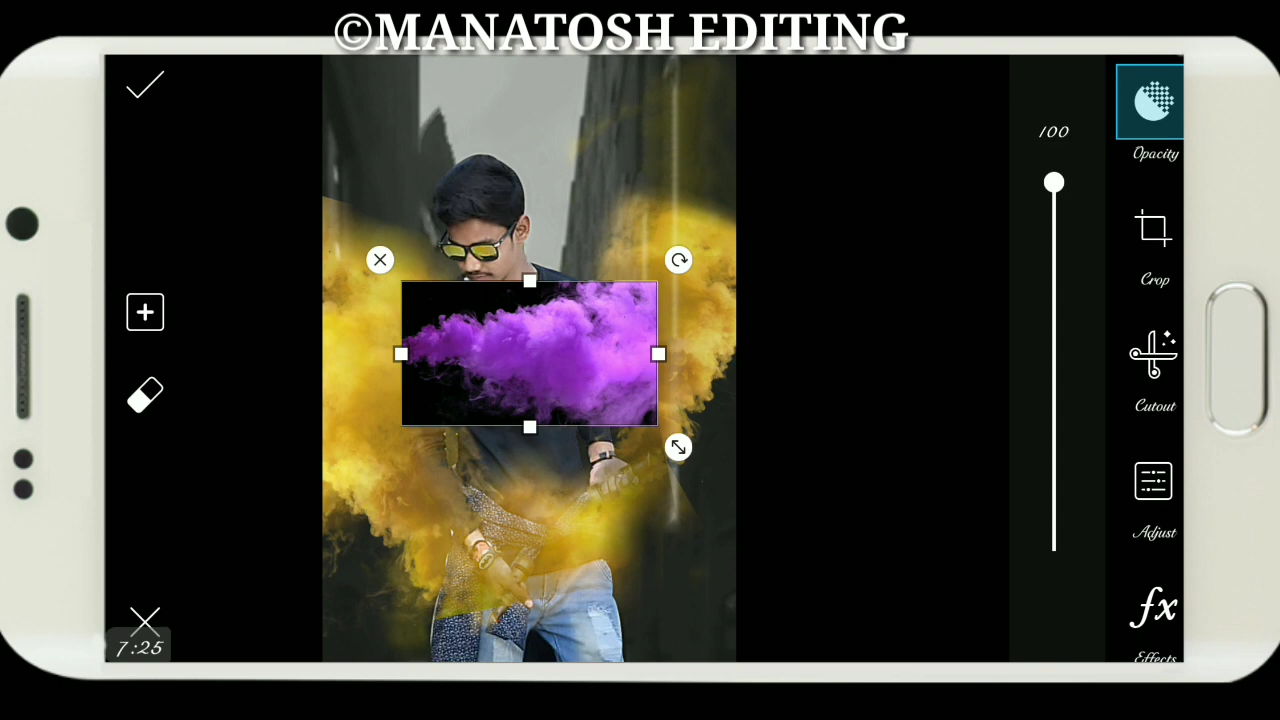 ©MANATOSH EDITING
100
Opacity
Crop
Cutout
Adjust
fx
Effects
7:25